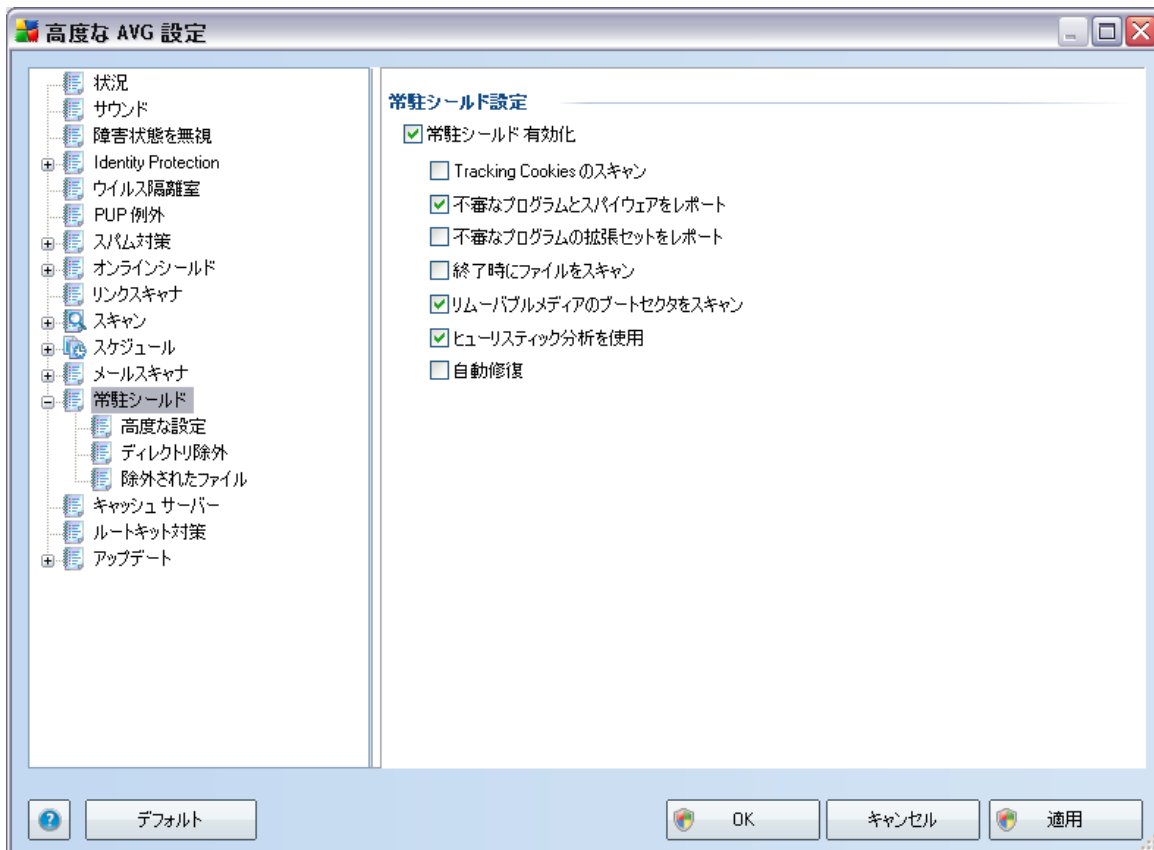 高度な AVG 設定
状況
サウンド
障害状態を無視
Identity Protection
ウイルス隔離室
PUP 例外
スパム対策
オンラインシールド
リンクスキャナ
スキャン
スケジュール
メールスキャナ
常駐シールド
高度な設定
ディレクトリ除外
除外されたファイル
キャッシュ サーバー
ルートキット対策
アップデート
常駐シールド設定
常駐シールド 有効化
Tracking Cookies のスキャン
不審なプログラムとスパイウェアをレポート
不審なプログラムの拡張セットをレポート
終了時にファイルをスキャン
リムーバブルメディアのブートセクタをスキャン
ヒューリスティック分析を使用
自動修復
デフォルト
OK
キャンセル
適用